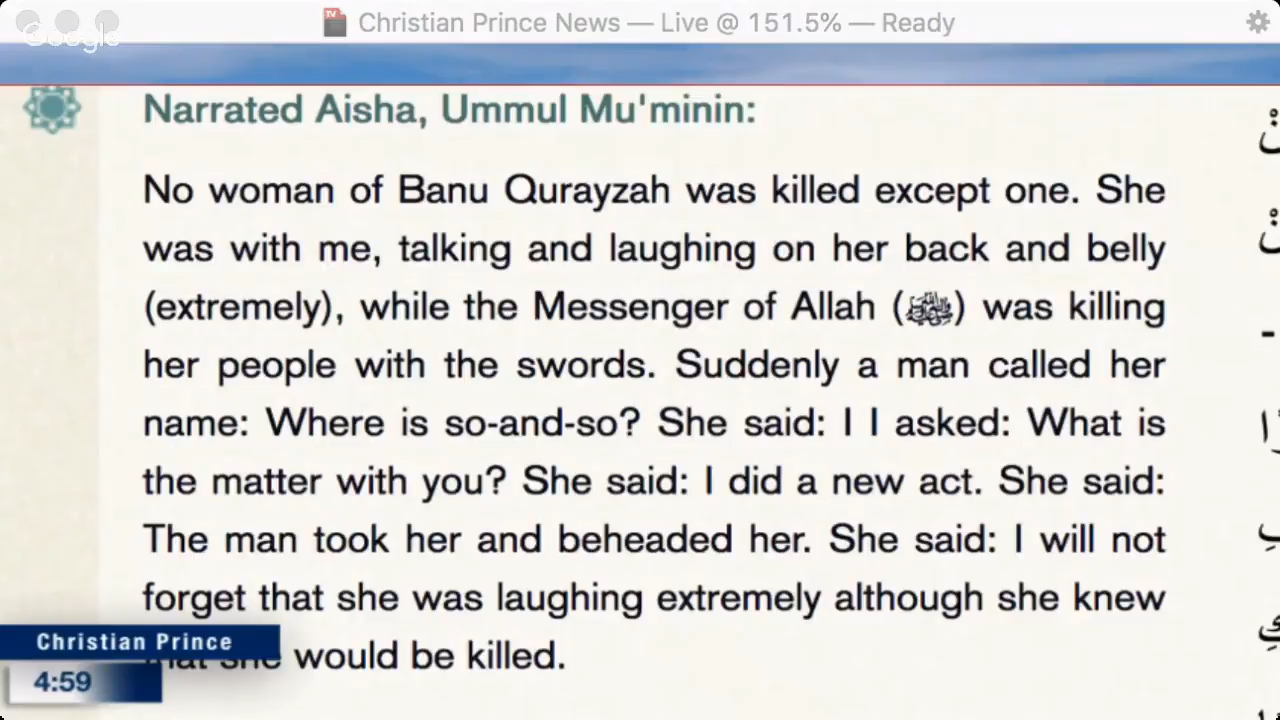 Christian Prince News — Live @ 151.5% — Ready
Google
Narrated Aisha, Ummul Mu'minin:
No woman of Banu Qurayzah was killed except one. She
was with me, talking and laughing on her back and belly
(extremely), while the Messenger of Allah (ﷺ) was killing
her people with the swords. Suddenly a man called her
name: Where is so-and-so? She said: I I asked: What is
the matter with you? She said: I did a new act. She said:
The man took her and beheaded her. She said: I will not
forget that she was laughing extremely although she knew
that she would be killed.
Christian Prince
4:59